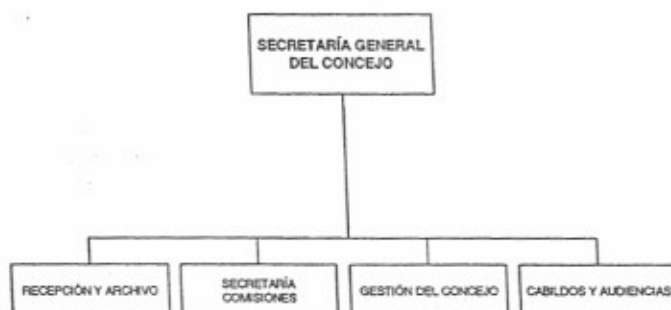 SECRETARÍA GENERAL
DEL CONCEJO
RECEPCIÓN Y ARCHIVO
SECRETARÍA
COMISIONES
GESTIÓN DEL CONCEJO
CABILDOS Y AUDIENCIAS